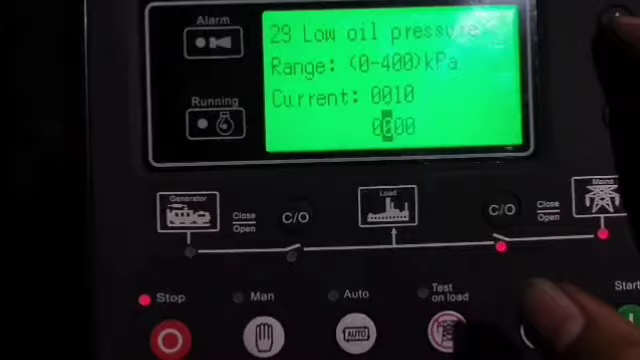 Alarm
29 Low oil pressure
Range: (0-400)kPa
Current: 0010
0000
Running
Generator
Close
Open
C/O
Load
C/O
Close
Open
Mains
Stop
Man
Auto
Test
on load
Start
AUTO